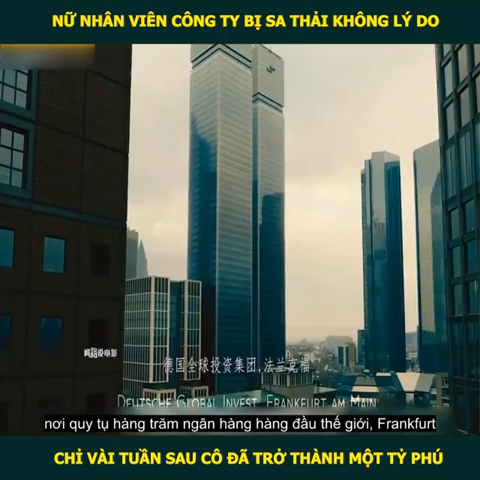 NỮ NHÂN VIÊN CÔNG TY BỊ SA THẢI KHÔNG LÝ DO
德国全球投资集团,法兰克福
DEUTSCHE GLOBAL INVEST, FRANKFURT AM MAIN
nơi quy tụ hàng trăm ngân hàng hàng đầu thế giới, Frankfurt
CHỈ VÀI TUẦN SAU CÔ ĐÃ TRỞ THÀNH MỘT TỶ PHÚ